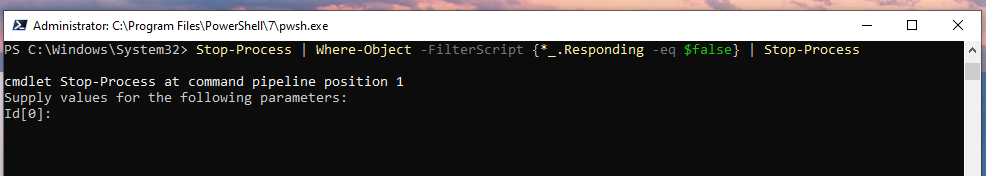 Administrator: C:\Program Files\PowerShell\7\pwsh.exe
PS C:\Windows\System32> Stop-Process | Where-Object -FilterScript {*_.Responding -eq $false} | Stop-Process
cmdlet Stop-Process at command pipeline position 1
Supply values for the following parameters:
Id[0]: